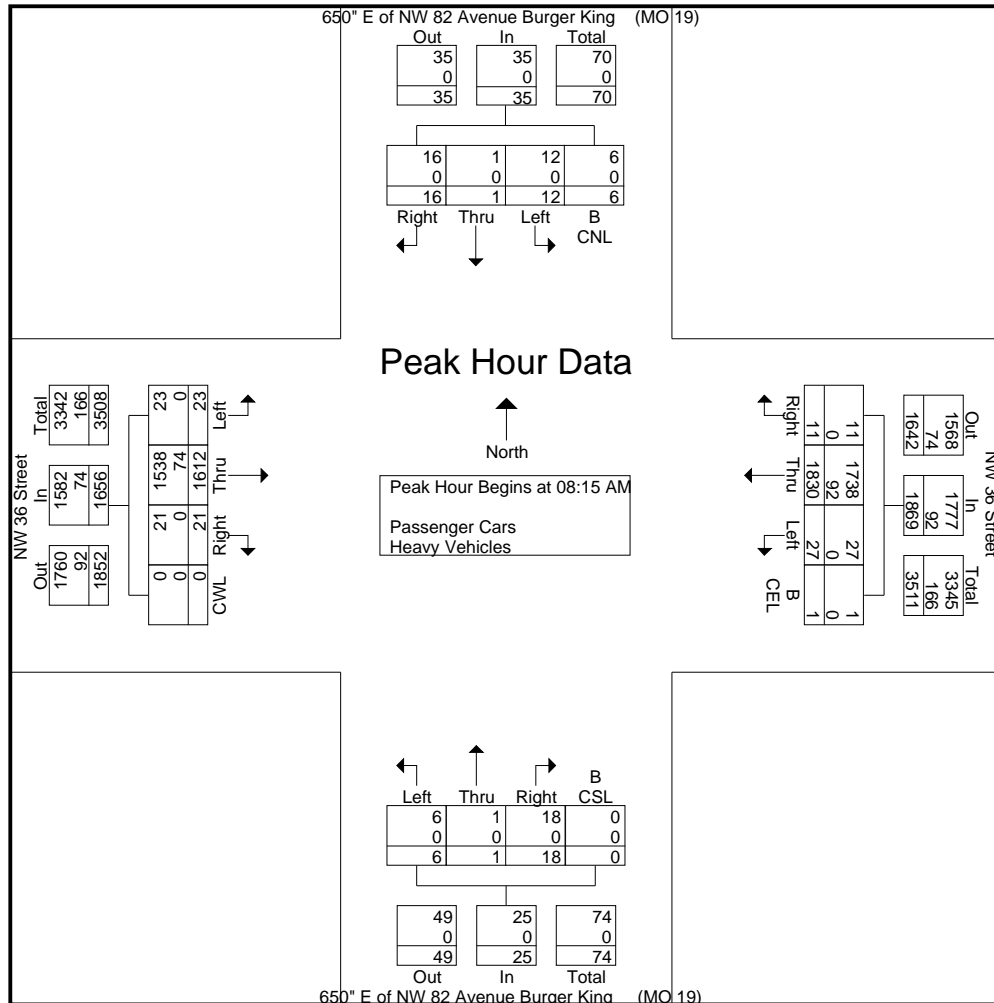 650" E of NW 82 Avenue Burger King (MO 19)
Out In Total
35 35 70
0 0 0
35 35 70
16 1 12 6
0 0 0 0
16 1 12 6
Right Thru Left B
CNL
Peak Hour Data
North
Peak Hour Begins at 08:15 AM
Passenger Cars
Heavy Vehicles
NW 36 Street
Total In Out
3342 1582 1760
166 74 92
3508 1656 1852
23 1538 21 0
0 74 0 0
23 1612 21 0
Left Thru Right CWL
NW 36 Street
Out In Total
1568 1777 3345
74 92 166
1642 1869 3511
11 1738 27 1
0 92 0 0
11 1830 27 1
Right Thru Left B
CEL
B
Left Thru Right CSL
6 1 18 0
0 0 0 0
6 1 18 0
49 25 74
0 0 0
49 25 74
Out In Total
650" E of NW 82 Avenue Burger King (MO 19)